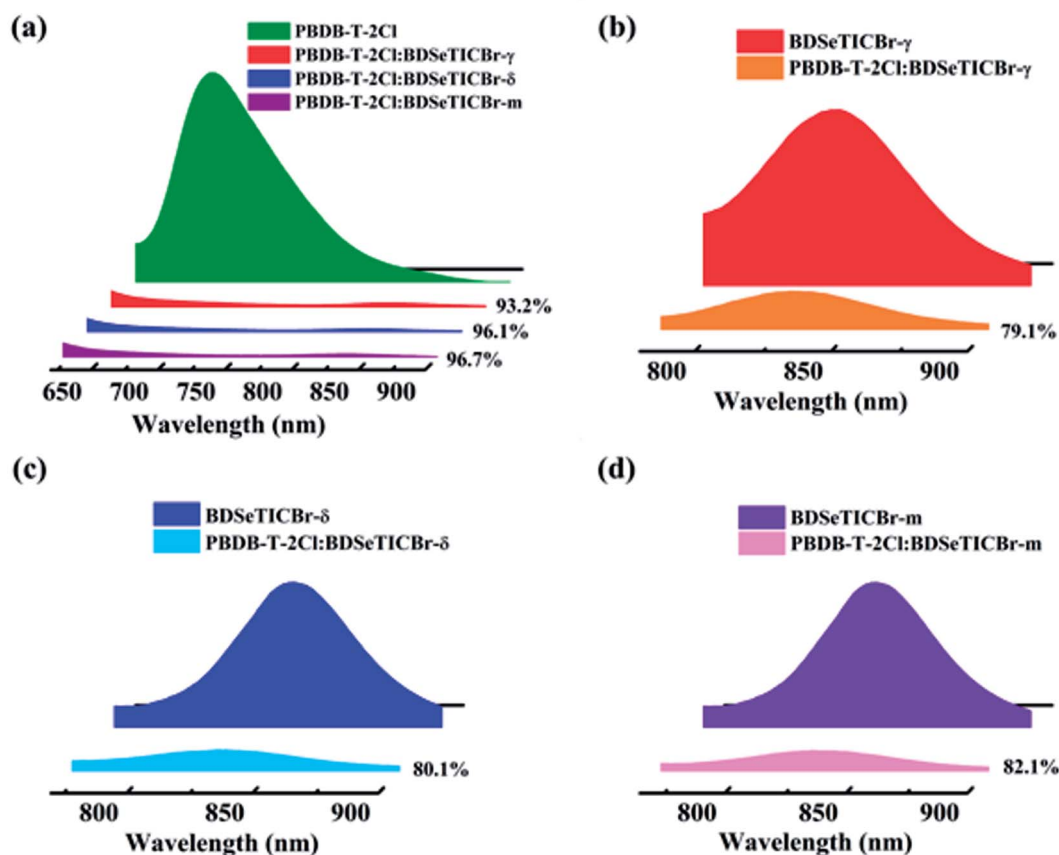 (a)
PBDB-T-2Cl
PBDB-T-2Cl:BDSeTICBr-γ
PBDB-T-2Cl:BDSeTICBr-δ
PBDB-T-2Cl:BDSeTICBr-m
93.2%
96.1%
96.7%
650 700 750 800 850 900
Wavelength (nm)
(b)
BDSeTICBr-γ
PBDB-T-2Cl:BDSeTICBr-γ
79.1%
800 850 900
Wavelength (nm)
(c)
BDSeTICBr-δ
PBDB-T-2Cl:BDSeTICBr-δ
80.1%
800 850 900
Wavelength (nm)
(d)
BDSeTICBr-m
PBDB-T-2Cl:BDSeTICBr-m
82.1%
800 850 900
Wavelength (nm)